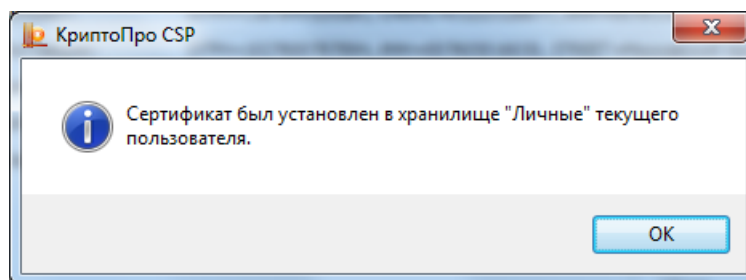 КриптоПро CSP
Сертификат был установлен в хранилище "Личные" текущего
пользователя.
OK